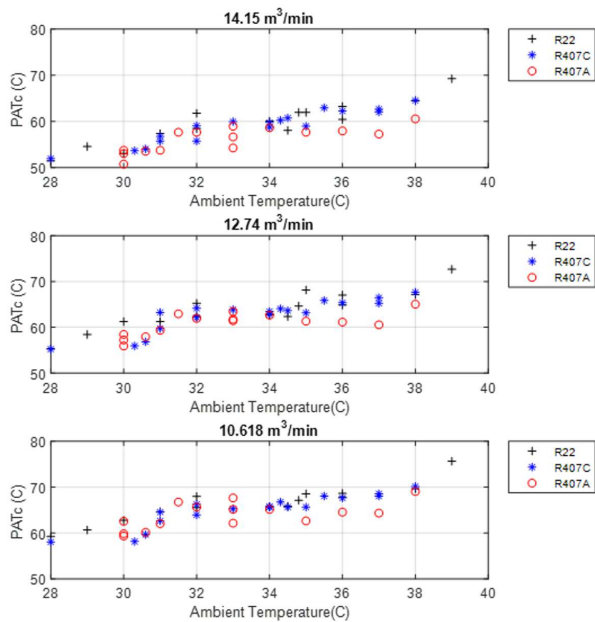 14.15 m³/min
80
70
60
50
PATc (C)
28 30 32 34 36 38 40
Ambient Temperature(C)
R22
R407C
R407A
12.74 m³/min
80
70
60
50
PATc (C)
28 30 32 34 36 38 40
Ambient Temperature(C)
R22
R407C
R407A
10.618 m³/min
80
70
60
50
PATc (C)
28 30 32 34 36 38 40
Ambient Temperature(C)
R22
R407C
R407A